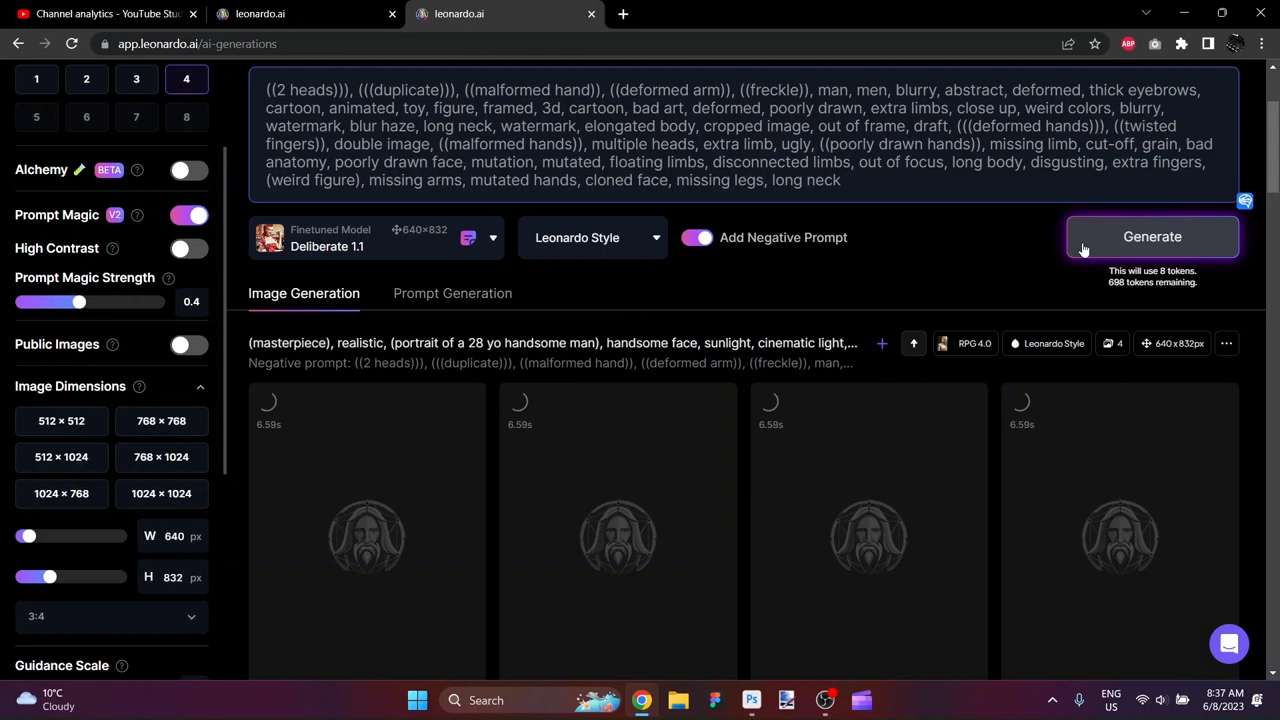 Channel analytics - YouTube Stud
leonardo.ai
leonardo.ai
app.leonardo.ai/ai-generations
ABP
1 2 3 4
5 6 7 8
Alchemy BETA
Prompt Magic V2
High Contrast
Prompt Magic Strength
0.4
Public Images
Image Dimensions
512 × 512 768 × 768
512 × 1024 768 × 1024
1024 × 768 1024 × 1024
W 640 px
H 832 px
3:4
Guidance Scale
((2 heads))), (((duplicate))), ((malformed hand)), ((deformed arm)), ((freckle)), man, men, blurry, abstract, deformed, thick eyebrows,
cartoon, animated, toy, figure, framed, 3d, cartoon, bad art, deformed, poorly drawn, extra limbs, close up, weird colors, blurry,
watermark, blur haze, long neck, watermark, elongated body, cropped image, out of frame, draft, (((deformed hands))), ((twisted
fingers)), double image, ((malformed hands)), multiple heads, extra limb, ugly, ((poorly drawn hands)), missing limb, cut-off, grain, bad
anatomy, poorly drawn face, mutation, mutated, floating limbs, disconnected limbs, out of focus, long body, disgusting, extra fingers,
(weird figure), missing arms, mutated hands, cloned face, missing legs, long neck
Finetuned Model 640×832
Deliberate 1.1
Leonardo Style
Add Negative Prompt
Generate
This will use 8 tokens.
698 tokens remaining.
Image Generation Prompt Generation
(masterpiece), realistic, (portrait of a 28 yo handsome man), handsome face, sunlight, cinematic light,...
RPG 4.0 Leonardo Style 4 640x832px
Negative prompt: ((2 heads))), (((duplicate))), ((malformed hand)), ((deformed arm)), ((freckle)), man,...
6.59s 6.59s 6.59s 6.59s
10°C
Cloudy
Search
Ps
ENG
US
8:37 AM
6/8/2023